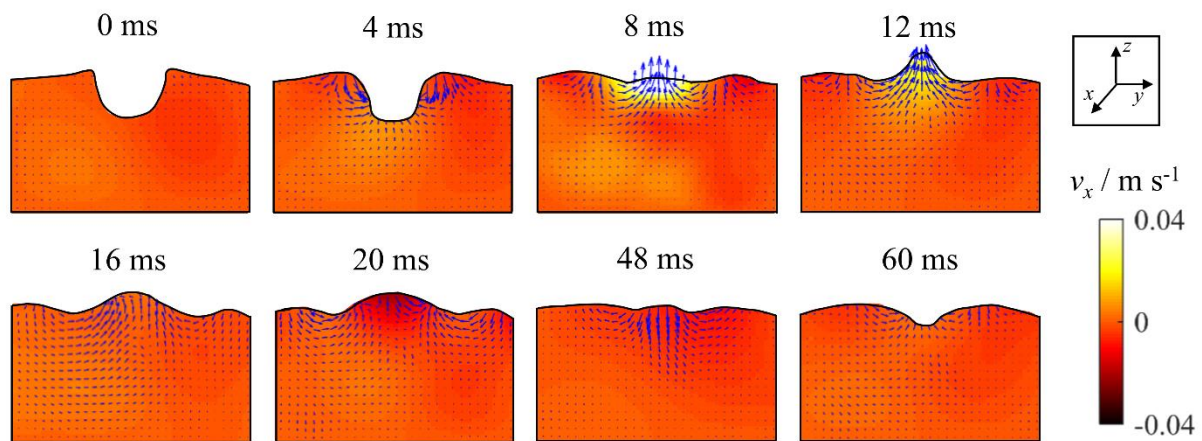 0 ms
4 ms
8 ms
12 ms
z
x
y
v_x / m s⁻¹
0.04
0
-0.04
16 ms
20 ms
48 ms
60 ms